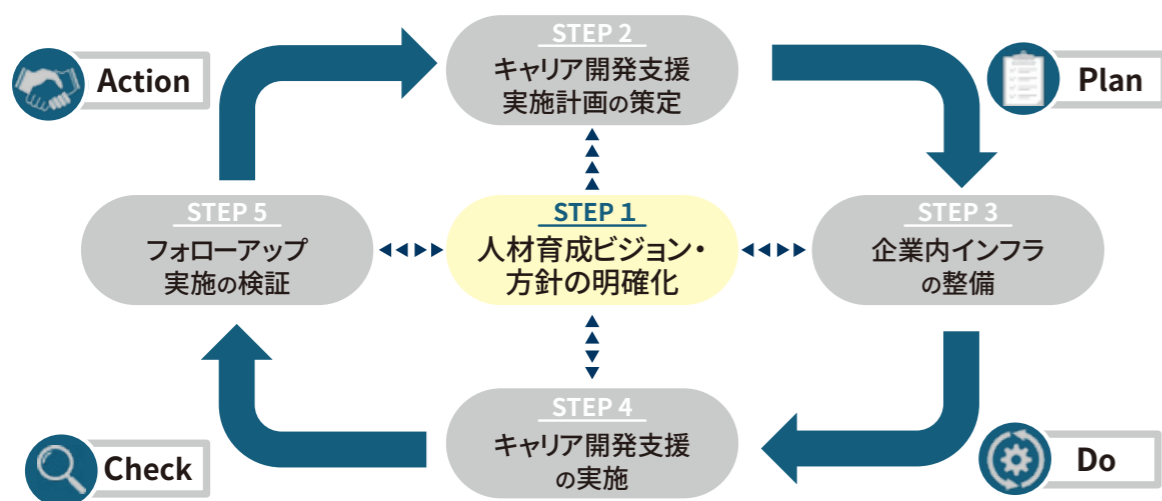 STEP 2
キャリア開発支援
実施計画の策定
Action
Plan
STEP 5
フォローアップ
実施の検証
STEP 1
人材育成ビジョン・
方針の明確化
STEP 3
企業内インフラ
の整備
STEP 4
キャリア開発支援
の実施
Check
Do